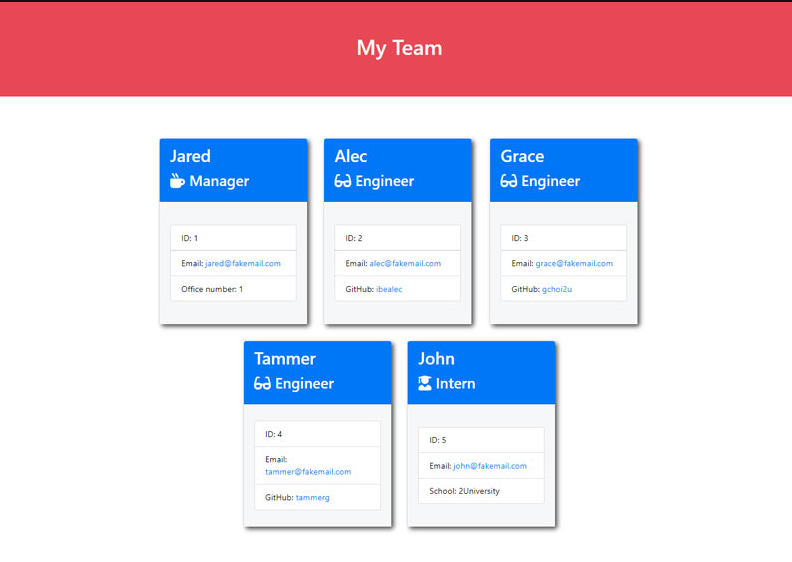 My Team
Jared
Manager
ID: 1
Email: jared@fakemail.com
Office number: 1
Alec
Engineer
ID: 2
Email: alec@fakemail.com
GitHub: ibealec
Grace
Engineer
ID: 3
Email: grace@fakemail.com
GitHub: gchoi2u
Tammer
Engineer
ID: 4
Email:
tammer@fakemail.com
GitHub: tammerg
John
Intern
ID: 5
Email: john@fakemail.com
School: 2University